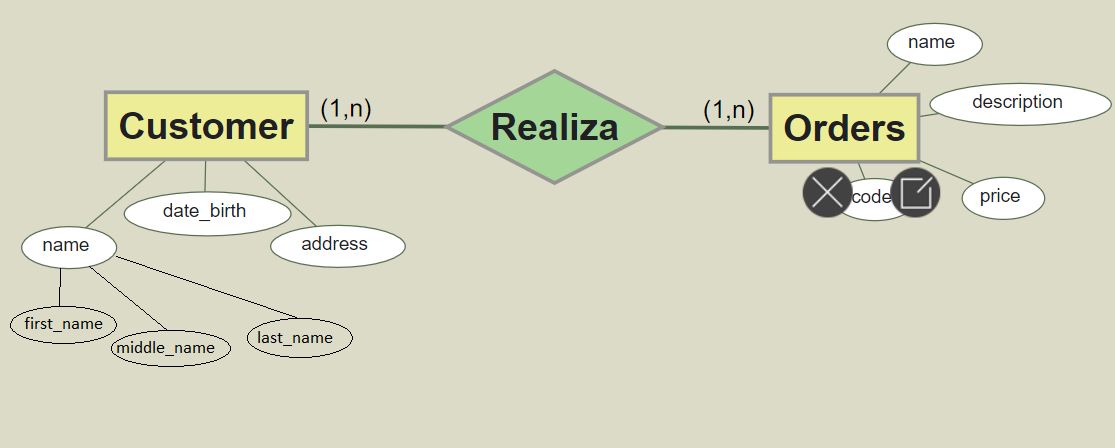 name
description
Customer
(1,n)
Realiza
(1,n)
Orders
code
price
date_birth
name
address
first_name
middle_name
last_name